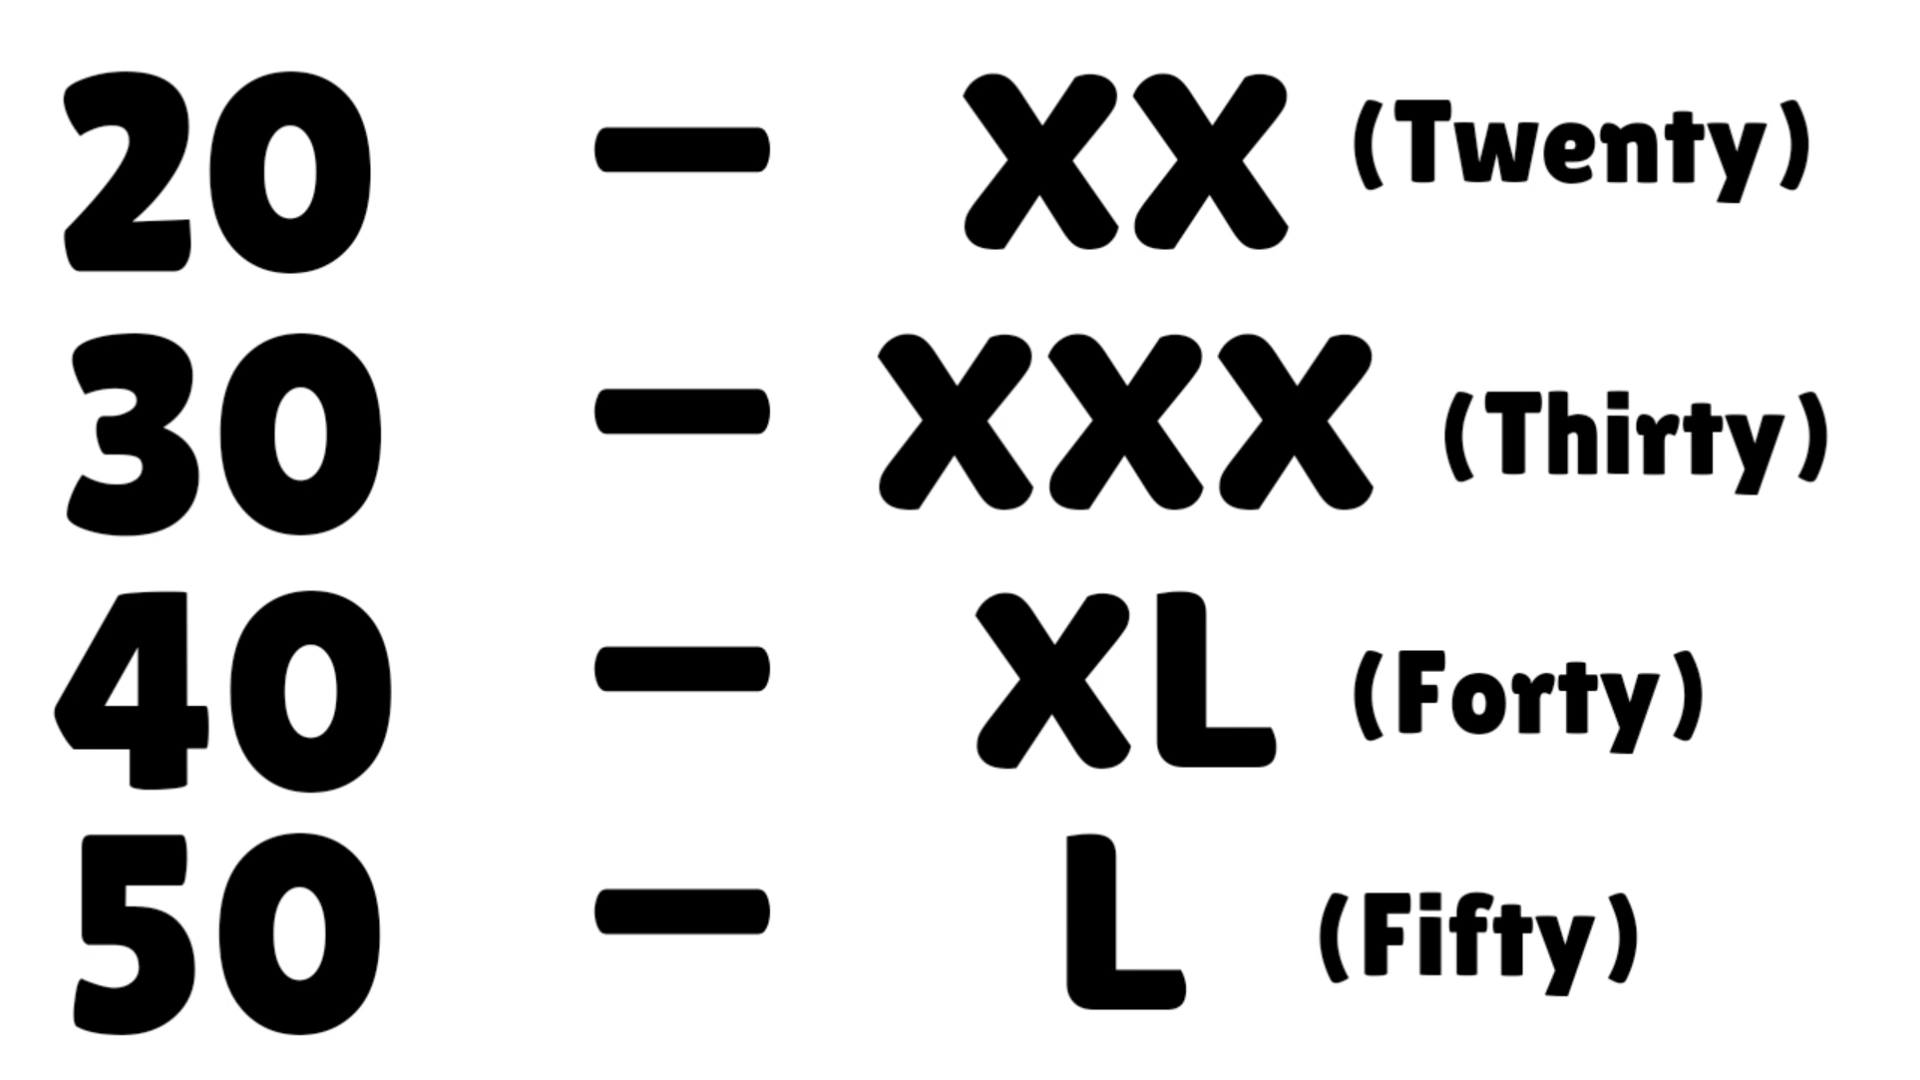 20 - XX (Twenty)
30 - XXX (Thirty)
40 - XL (Forty)
50 - L (Fifty)